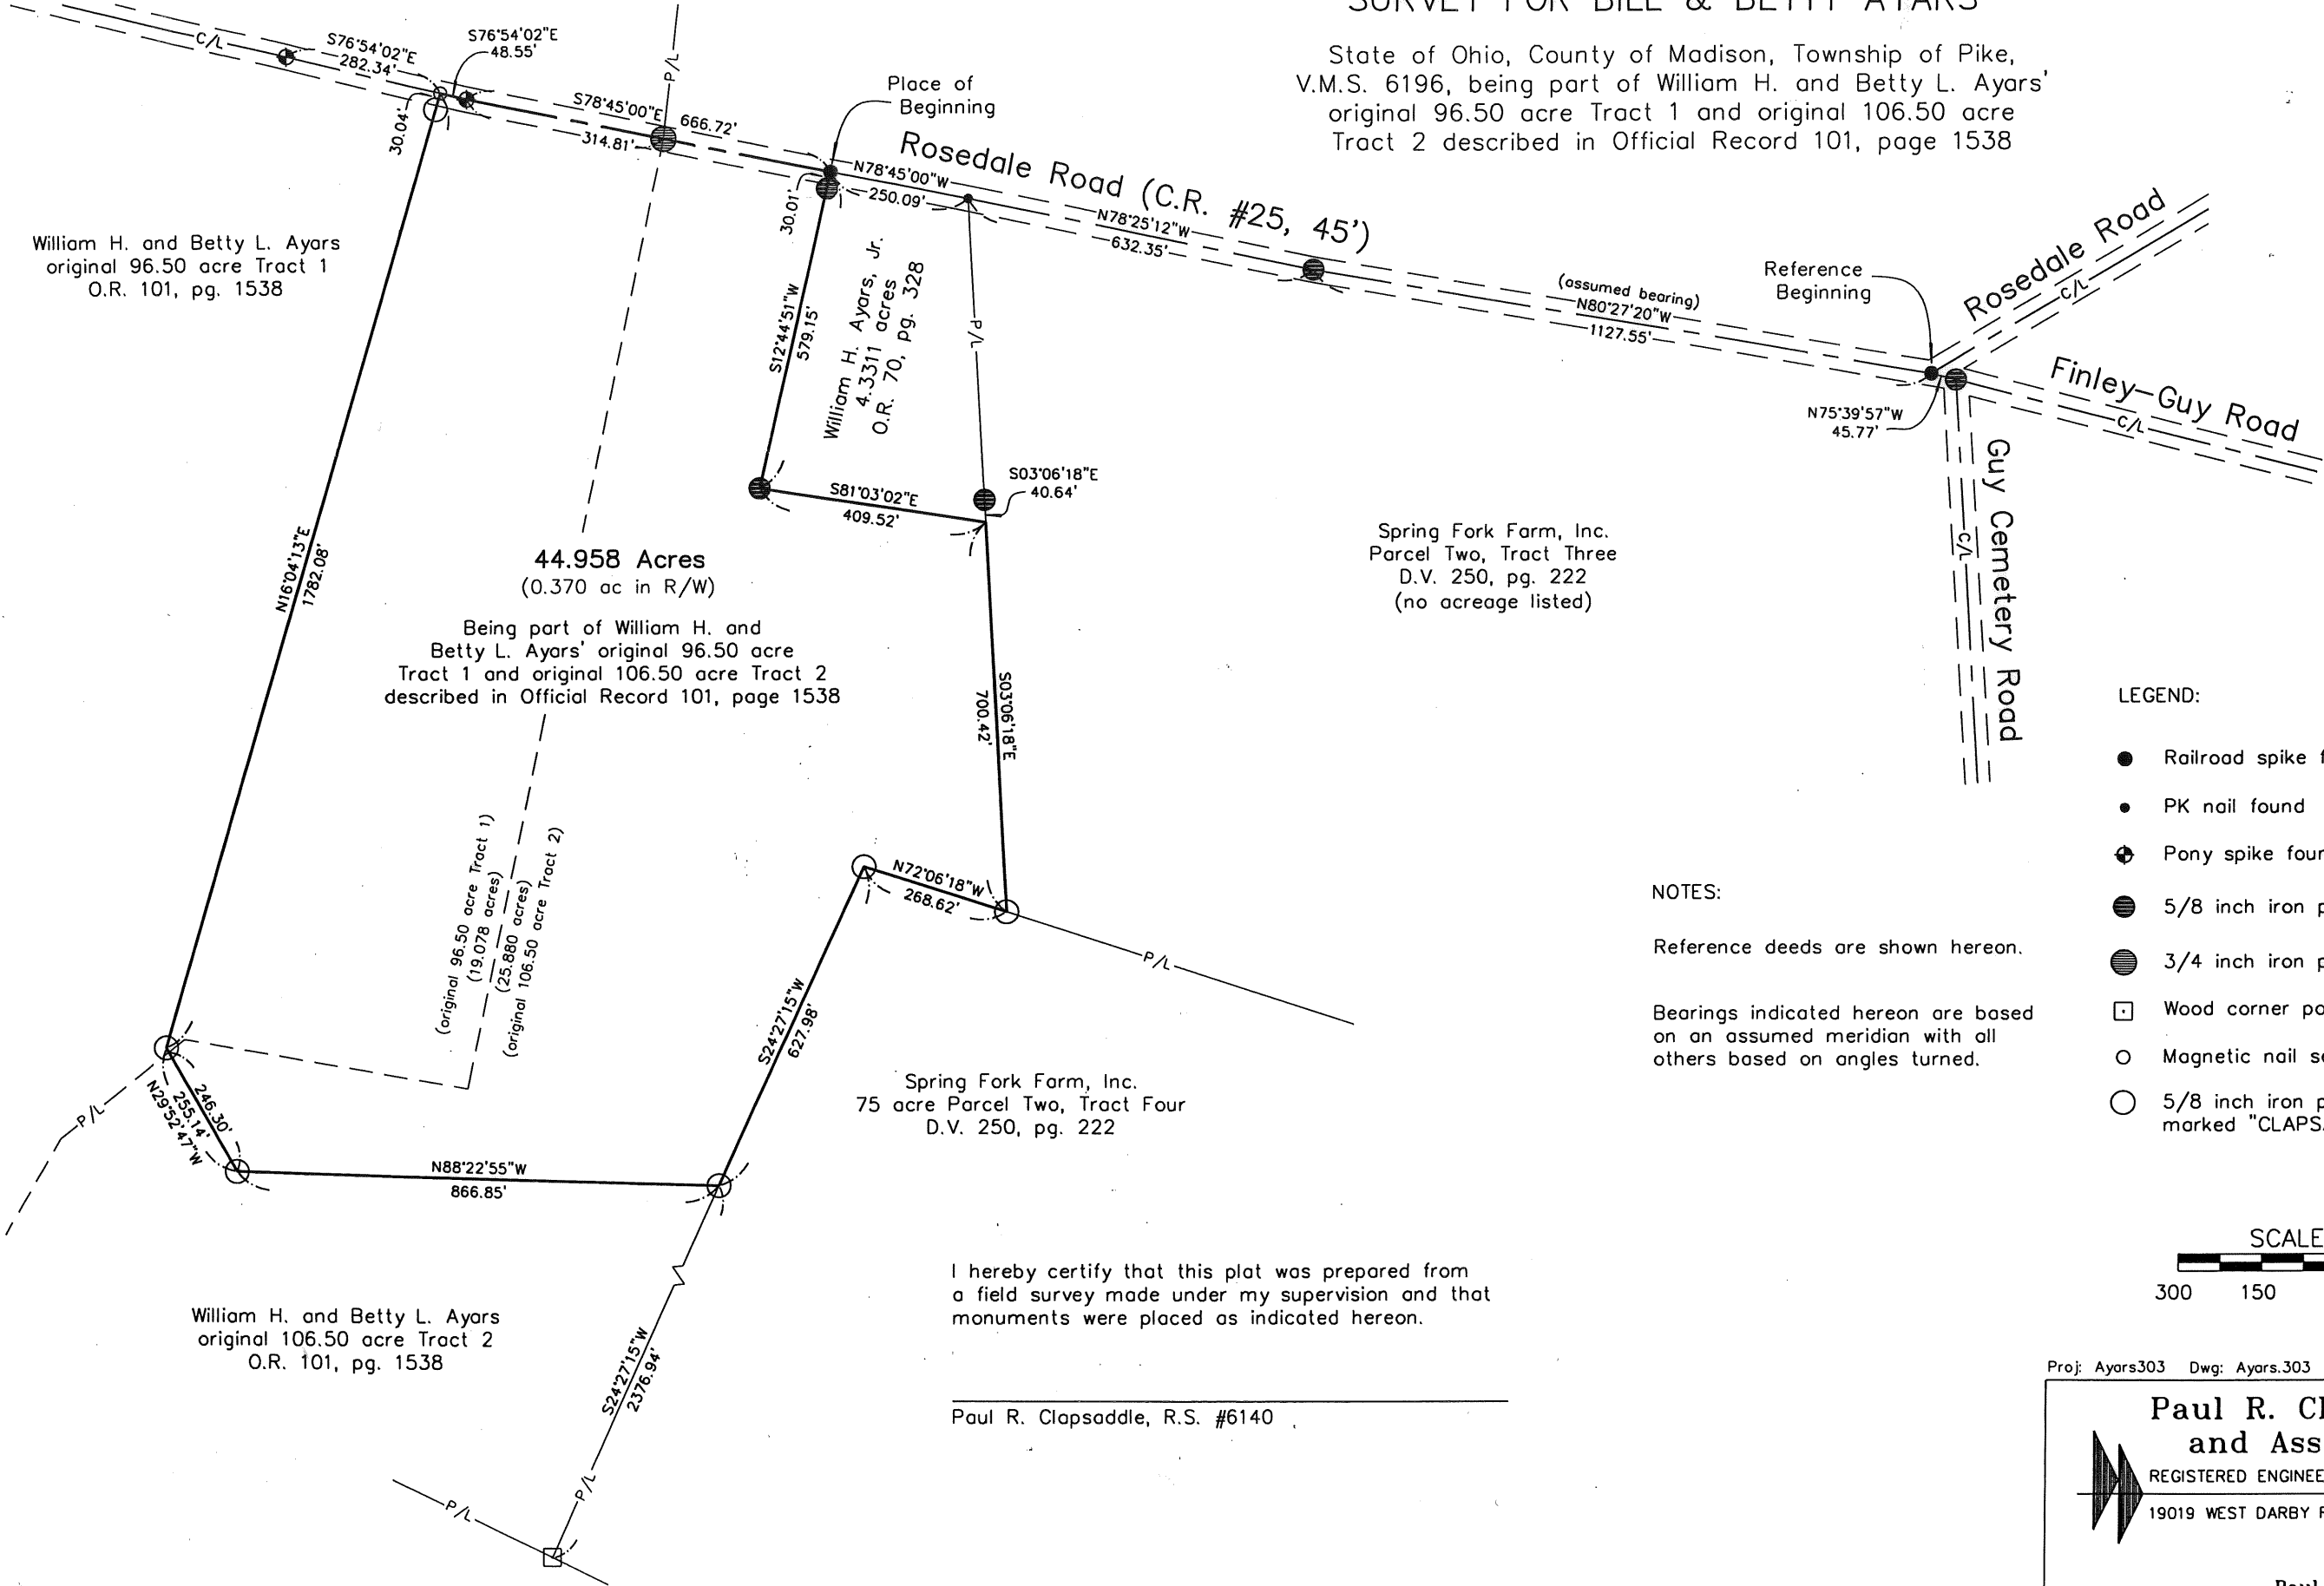 SURVEY FOR BILL & BETTY AYARS
State of Ohio, County of Madison, Township of Pike,
V.M.S. 6196, being part of William H. and Betty L. Ayars'
original 96.50 acre Tract 1 and original 106.50 acre
Tract 2 described in Official Record 101, page 1538
C/L
S76°54'02"E
282.34'
S76°54'02"E
48.55'
P/L
30.04'
S78°45'00"E
666.72'
314.81'
Place of
Beginning
N78°45'00"W
250.09'
30.01'
Rosedale Road (C.R. #25, 45')
N78°25'12"W
632.35'
(assumed bearing)
N80°27'20"W
1127.55'
Reference
Beginning
Rosedale Road
C/L
Finley-Guy Road
C/L
N75°39'57"W
45.77'
Guy Cemetery Road
C/L
William H. and Betty L. Ayars
original 96.50 acre Tract 1
O.R. 101, pg. 1538
S12°44'51"W
579.15'
William H. Ayars, Jr.
4.3311 acres
O.R. 70, pg. 328
P/L
S03°06'18"E
40.64'
S81°03'02"E
409.52'
N16°04'13"E
1782.08'
44.958 Acres
(0.370 ac in R/W)
Being part of William H. and
Betty L. Ayars' original 96.50 acre
Tract 1 and original 106.50 acre Tract 2
described in Official Record 101, page 1538
Spring Fork Farm, Inc.
Parcel Two, Tract Three
D.V. 250, pg. 222
(no acreage listed)
S03°06'18"E
700.42'
(original 96.50 acre Tract 1)
(19.078 acres)
(25.880 acres)
(original 106.50 acre Tract 2)
N72°06'18"W
268.62'
P/L
S24°27'15"W
627.98'
P/L
246.30'
255.14'
N29°52'47"W
N88°22'55"W
866.85'
Spring Fork Farm, Inc.
75 acre Parcel Two, Tract Four
D.V. 250, pg. 222
William H. and Betty L. Ayars
original 106.50 acre Tract 2
O.R. 101, pg. 1538
S24°27'15"W
2376.94'
P/L
P/L
I hereby certify that this plat was prepared from
a field survey made under my supervision and that
monuments were placed as indicated hereon.
Paul R. Clapsaddle, R.S. #6140
NOTES:
Reference deeds are shown hereon.
Bearings indicated hereon are based
on an assumed meridian with all
others based on angles turned.
LEGEND:
Railroad spike f
PK nail found
Pony spike four
5/8 inch iron p
3/4 inch iron p
Wood corner po
Magnetic nail se
5/8 inch iron p
marked "CLAPS
SCALE
300 150
Proj: Ayars303 Dwg: Ayars.303
Paul R. Cl
and Ass
REGISTERED ENGINEE
19019 WEST DARBY